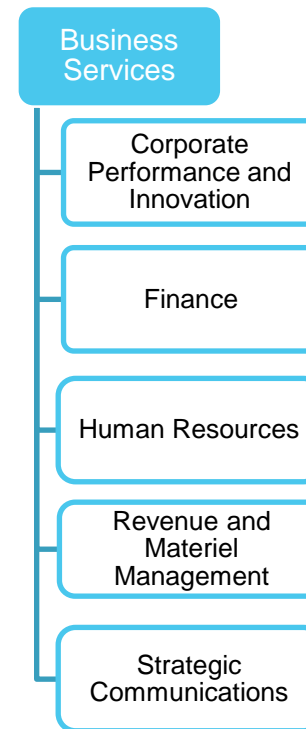 Business
Services
Corporate
Performance and
Innovation
Finance
Human Resources
Revenue and
Materiel
Management
Strategic
Communications